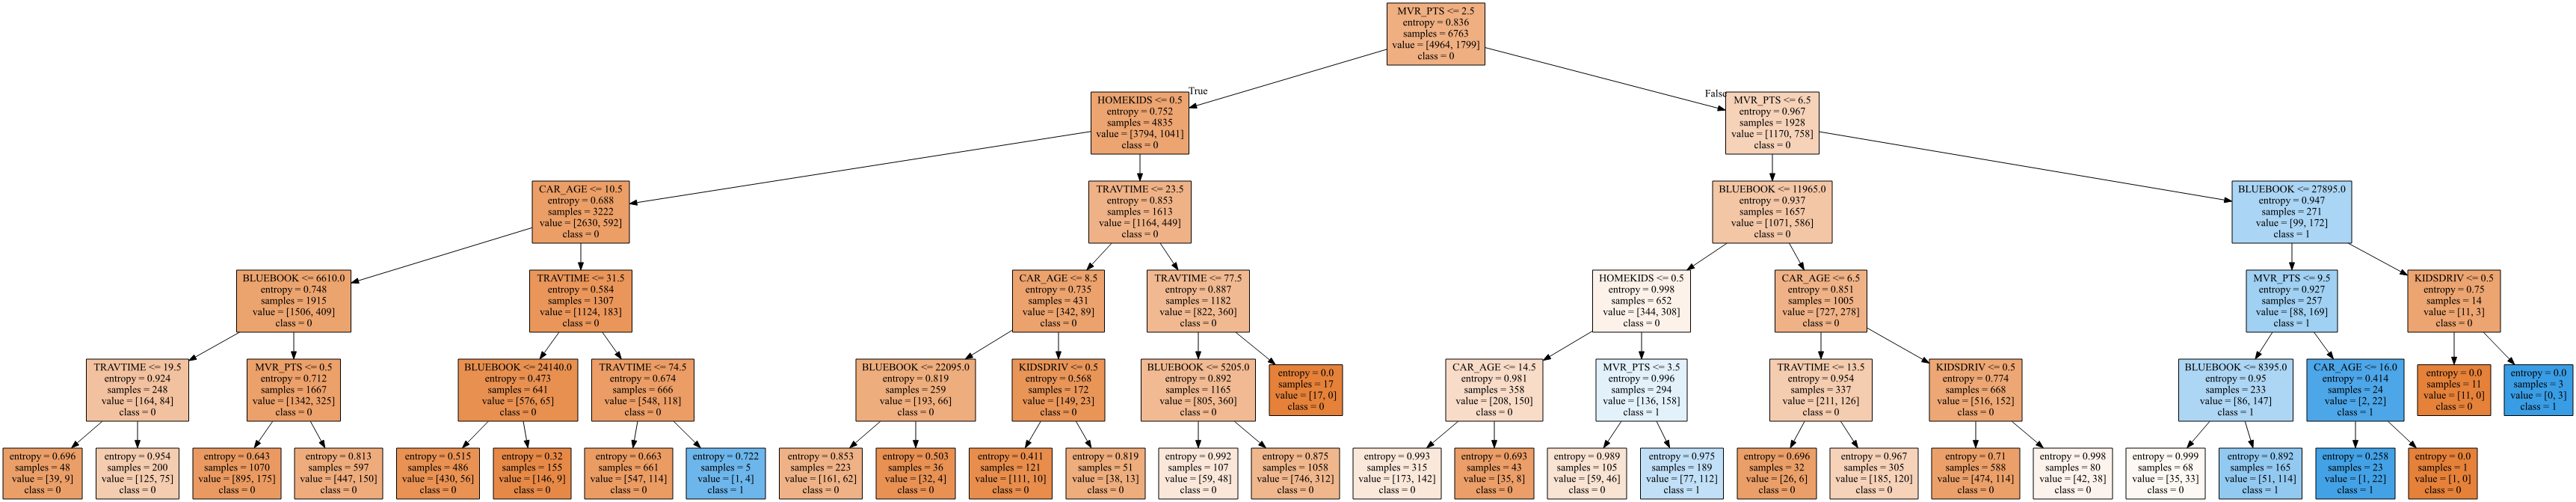 MVR_PTS <= 2.5
entropy = 0.836
samples = 6763
value = [4964, 1799]
class = 0
True
False
HOMEKIDS <= 0.5
entropy = 0.752
samples = 4835
value = [3794, 1041]
class = 0
MVR_PTS <= 6.5
entropy = 0.967
samples = 1928
value = [1170, 758]
class = 0
CAR_AGE <= 10.5
entropy = 0.688
samples = 3222
value = [2630, 592]
class = 0
TRAVTIME <= 23.5
entropy = 0.853
samples = 1613
value = [1164, 449]
class = 0
BLUEBOOK <= 11965.0
entropy = 0.937
samples = 1657
value = [1071, 586]
class = 0
BLUEBOOK <= 27895.0
entropy = 0.947
samples = 271
value = [99, 172]
class = 1
BLUEBOOK <= 6610.0
entropy = 0.748
samples = 1915
value = [1506, 409]
class = 0
TRAVTIME <= 31.5
entropy = 0.584
samples = 1307
value = [1124, 183]
class = 0
CAR_AGE <= 8.5
entropy = 0.735
samples = 431
value = [342, 89]
class = 0
TRAVTIME <= 77.5
entropy = 0.887
samples = 1182
value = [822, 360]
class = 0
HOMEKIDS <= 0.5
entropy = 0.998
samples = 652
value = [344, 308]
class = 0
CAR_AGE <= 6.5
entropy = 0.851
samples = 1005
value = [727, 278]
class = 0
MVR_PTS <= 9.5
entropy = 0.927
samples = 257
value = [88, 169]
class = 1
KIDSDRIV <= 0.5
entropy = 0.75
samples = 14
value = [11, 3]
class = 0
TRAVTIME <= 19.5
entropy = 0.924
samples = 248
value = [164, 84]
class = 0
MVR_PTS <= 0.5
entropy = 0.712
samples = 1667
value = [1342, 325]
class = 0
BLUEBOOK <= 24140.0
entropy = 0.473
samples = 641
value = [576, 65]
class = 0
TRAVTIME <= 74.5
entropy = 0.674
samples = 666
value = [548, 118]
class = 0
BLUEBOOK <= 22095.0
entropy = 0.819
samples = 259
value = [193, 66]
class = 0
KIDSDRIV <= 0.5
entropy = 0.568
samples = 172
value = [149, 23]
class = 0
BLUEBOOK <= 5205.0
entropy = 0.892
samples = 1165
value = [805, 360]
class = 0
entropy = 0.0
samples = 17
value = [17, 0]
class = 0
CAR_AGE <= 14.5
entropy = 0.981
samples = 358
value = [208, 150]
class = 0
MVR_PTS <= 3.5
entropy = 0.996
samples = 294
value = [136, 158]
class = 1
TRAVTIME <= 13.5
entropy = 0.954
samples = 337
value = [211, 126]
class = 0
KIDSDRIV <= 0.5
entropy = 0.774
samples = 668
value = [516, 152]
class = 0
BLUEBOOK <= 8395.0
entropy = 0.95
samples = 233
value = [86, 147]
class = 1
CAR_AGE <= 16.0
entropy = 0.414
samples = 24
value = [2, 22]
class = 1
entropy = 0.0
samples = 11
value = [11, 0]
class = 0
entropy = 0.0
samples = 3
value = [0, 3]
class = 1
entropy = 0.696
samples = 48
value = [39, 9]
class = 0
entropy = 0.954
samples = 200
value = [125, 75]
class = 0
entropy = 0.643
samples = 1070
value = [895, 175]
class = 0
entropy = 0.813
samples = 597
value = [447, 150]
class = 0
entropy = 0.515
samples = 486
value = [430, 56]
class = 0
entropy = 0.32
samples = 155
value = [146, 9]
class = 0
entropy = 0.663
samples = 661
value = [547, 114]
class = 0
entropy = 0.722
samples = 5
value = [1, 4]
class = 1
entropy = 0.853
samples = 223
value = [161, 62]
class = 0
entropy = 0.503
samples = 36
value = [32, 4]
class = 0
entropy = 0.411
samples = 121
value = [111, 10]
class = 0
entropy = 0.819
samples = 51
value = [38, 13]
class = 0
entropy = 0.992
samples = 107
value = [59, 48]
class = 0
entropy = 0.875
samples = 1058
value = [746, 312]
class = 0
entropy = 0.993
samples = 315
value = [173, 142]
class = 0
entropy = 0.693
samples = 43
value = [35, 8]
class = 0
entropy = 0.989
samples = 105
value = [59, 46]
class = 0
entropy = 0.975
samples = 189
value = [77, 112]
class = 1
entropy = 0.696
samples = 32
value = [26, 6]
class = 0
entropy = 0.967
samples = 305
value = [185, 120]
class = 0
entropy = 0.71
samples = 588
value = [474, 114]
class = 0
entropy = 0.998
samples = 80
value = [42, 38]
class = 0
entropy = 0.999
samples = 68
value = [35, 33]
class = 0
entropy = 0.892
samples = 165
value = [51, 114]
class = 1
entropy = 0.258
samples = 23
value = [1, 22]
class = 1
entropy = 0.0
samples = 1
value = [1, 0]
class = 0